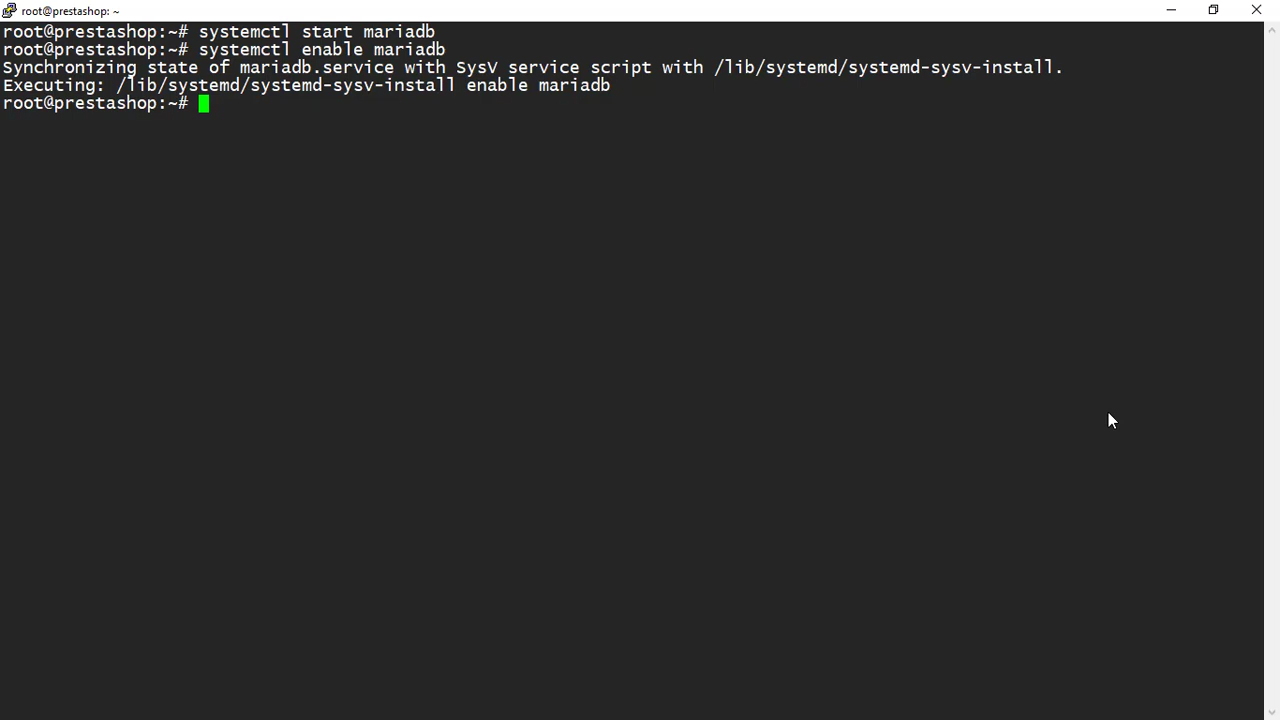 root@prestashop: ~
root@prestashop:~# systemctl start mariadb
root@prestashop:~# systemctl enable mariadb
Synchronizing state of mariadb.service with SysV service script with /lib/systemd/systemd-sysv-install.
Executing: /lib/systemd/systemd-sysv-install enable mariadb
root@prestashop:~#